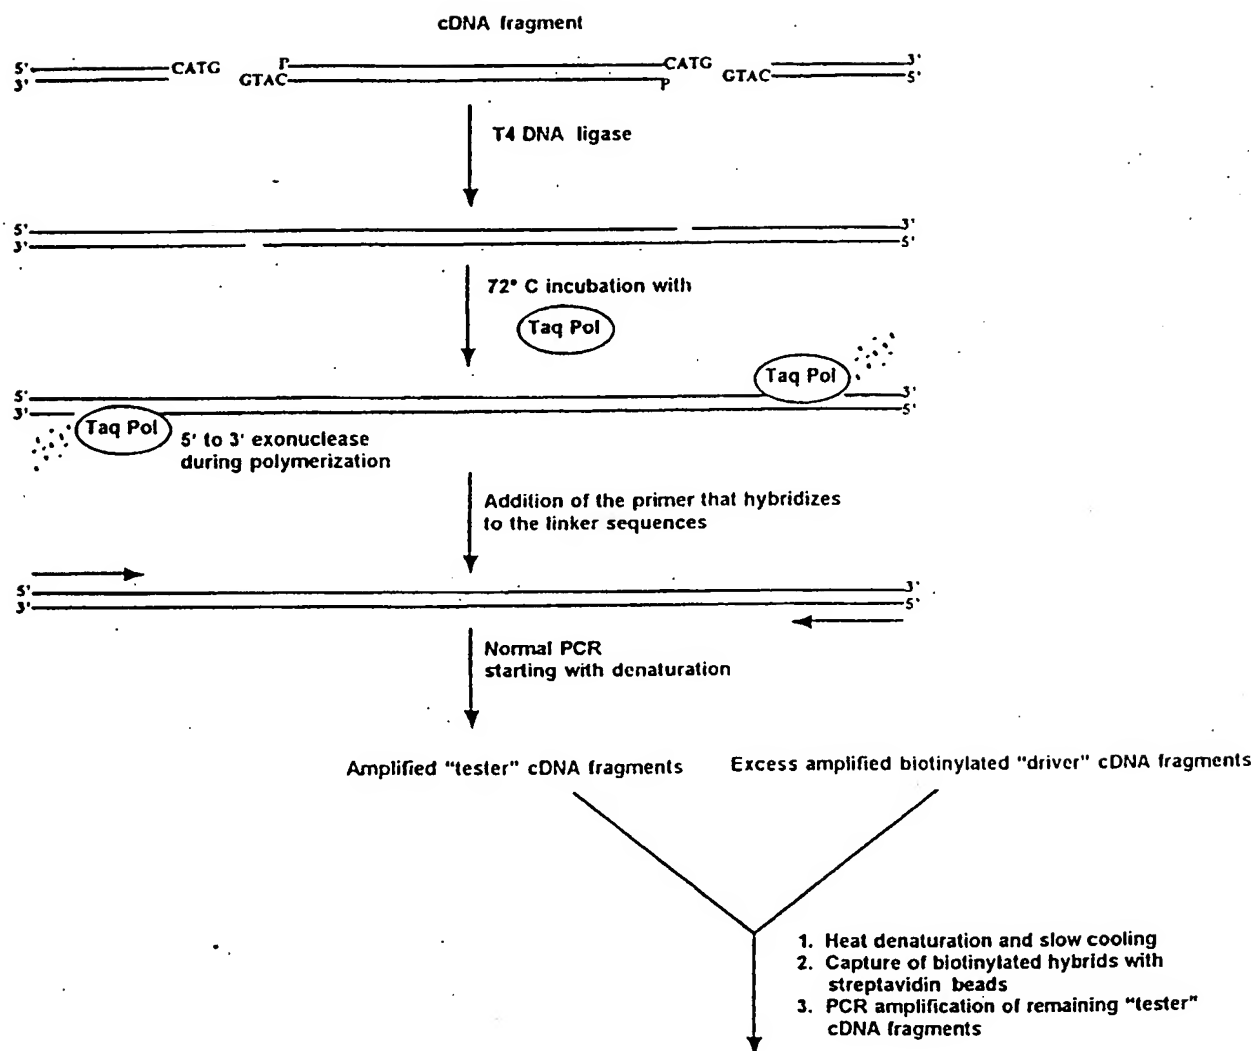 cDNA fragment
5' CATG P CATG 3'
3' GTAC P GTAC 5'
T4 DNA ligase
5' 3'
3' 5'
72° C incubation with
Taq Pol
Taq Pol
5' 3'
3' 5'
Taq Pol
5' to 3' exonuclease
during polymerization
Addition of the primer that hybridizes
to the linker sequences
5' 3'
3' 5'
Normal PCR
starting with denaturation
Amplified "tester" cDNA fragments
Excess amplified biotinylated "driver" cDNA fragments
1. Heat denaturation and slow cooling
2. Capture of biotinylated hybrids with
streptavidin beads
3. PCR amplification of remaining "tester"
cDNA fragments